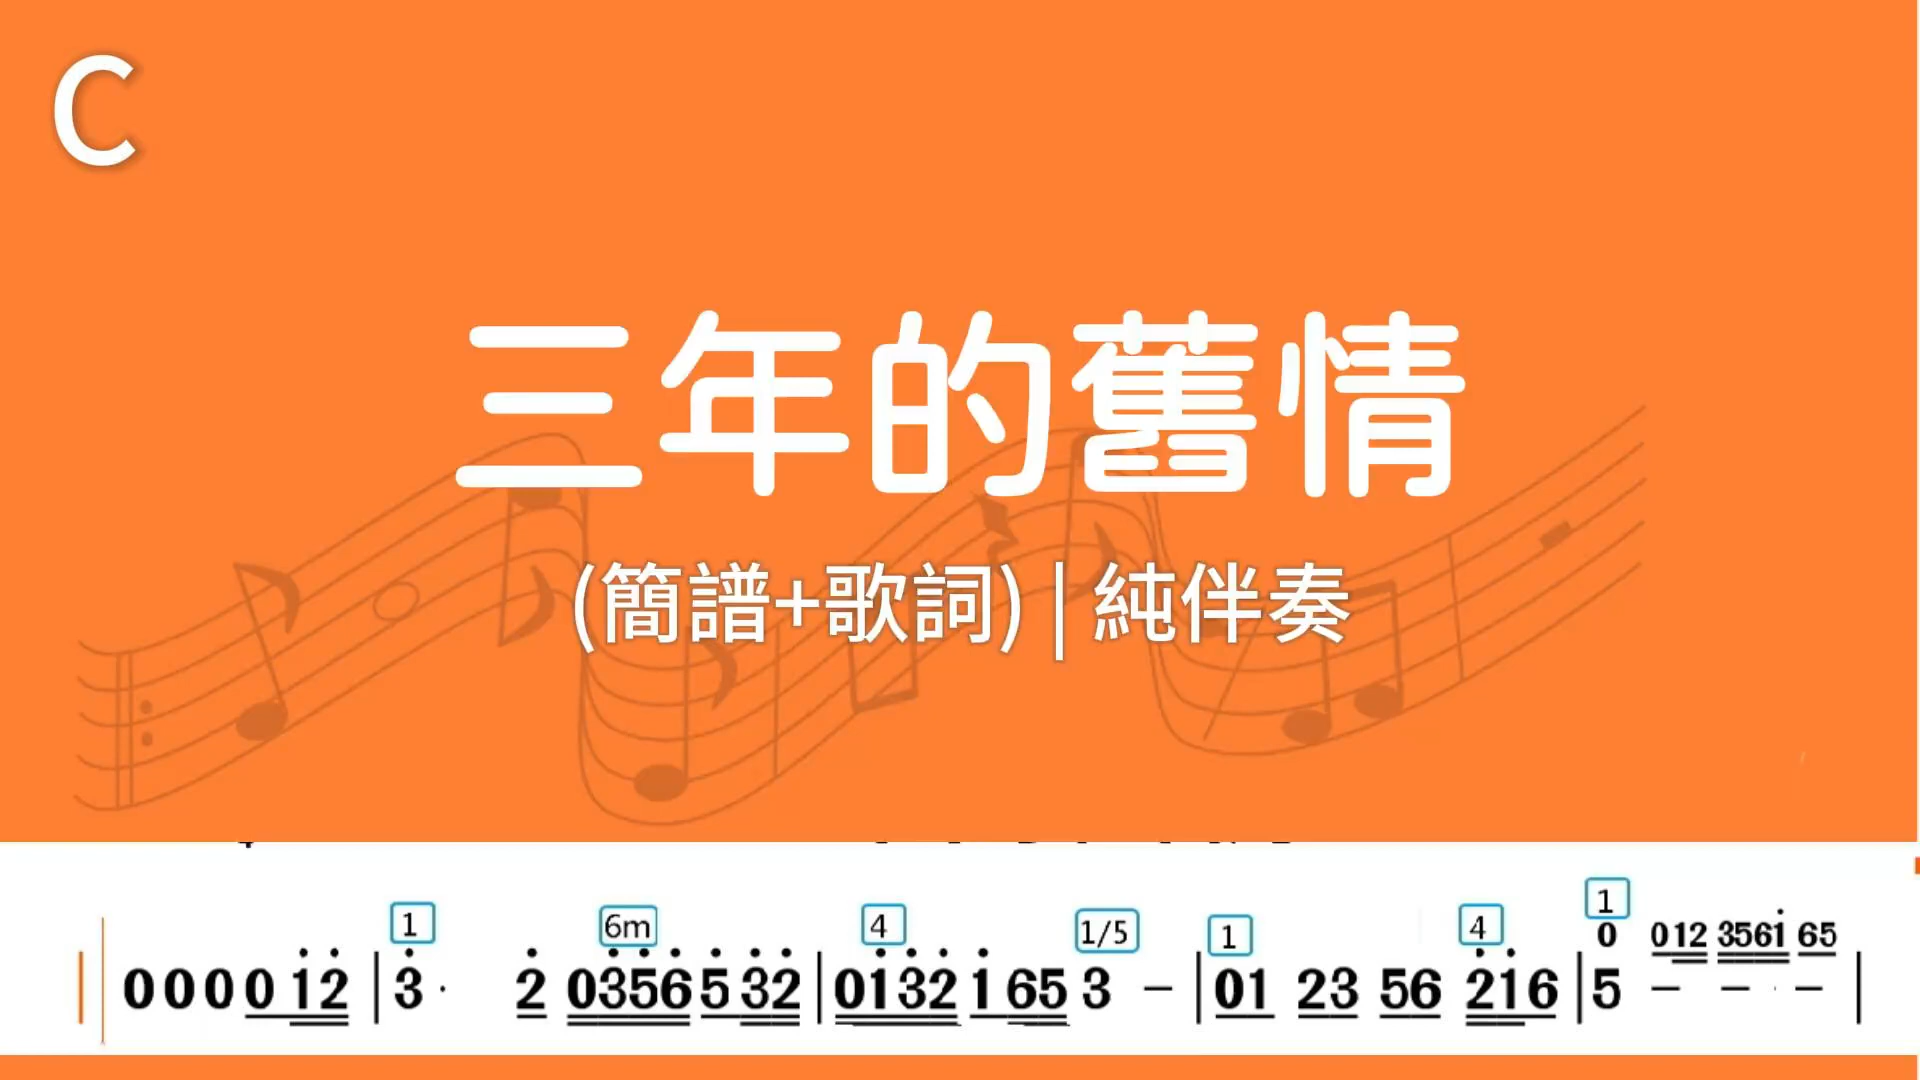 C
三年的舊情
(簡譜+歌詞) | 純伴奏
1 6m 4 1/5 1 4 1
0 012 3561 65
0 0 0 0 12 | 3 · 2 0356 5 32 | 0132 1 65 3 – | 01 23 56 216 | 5 – – – |